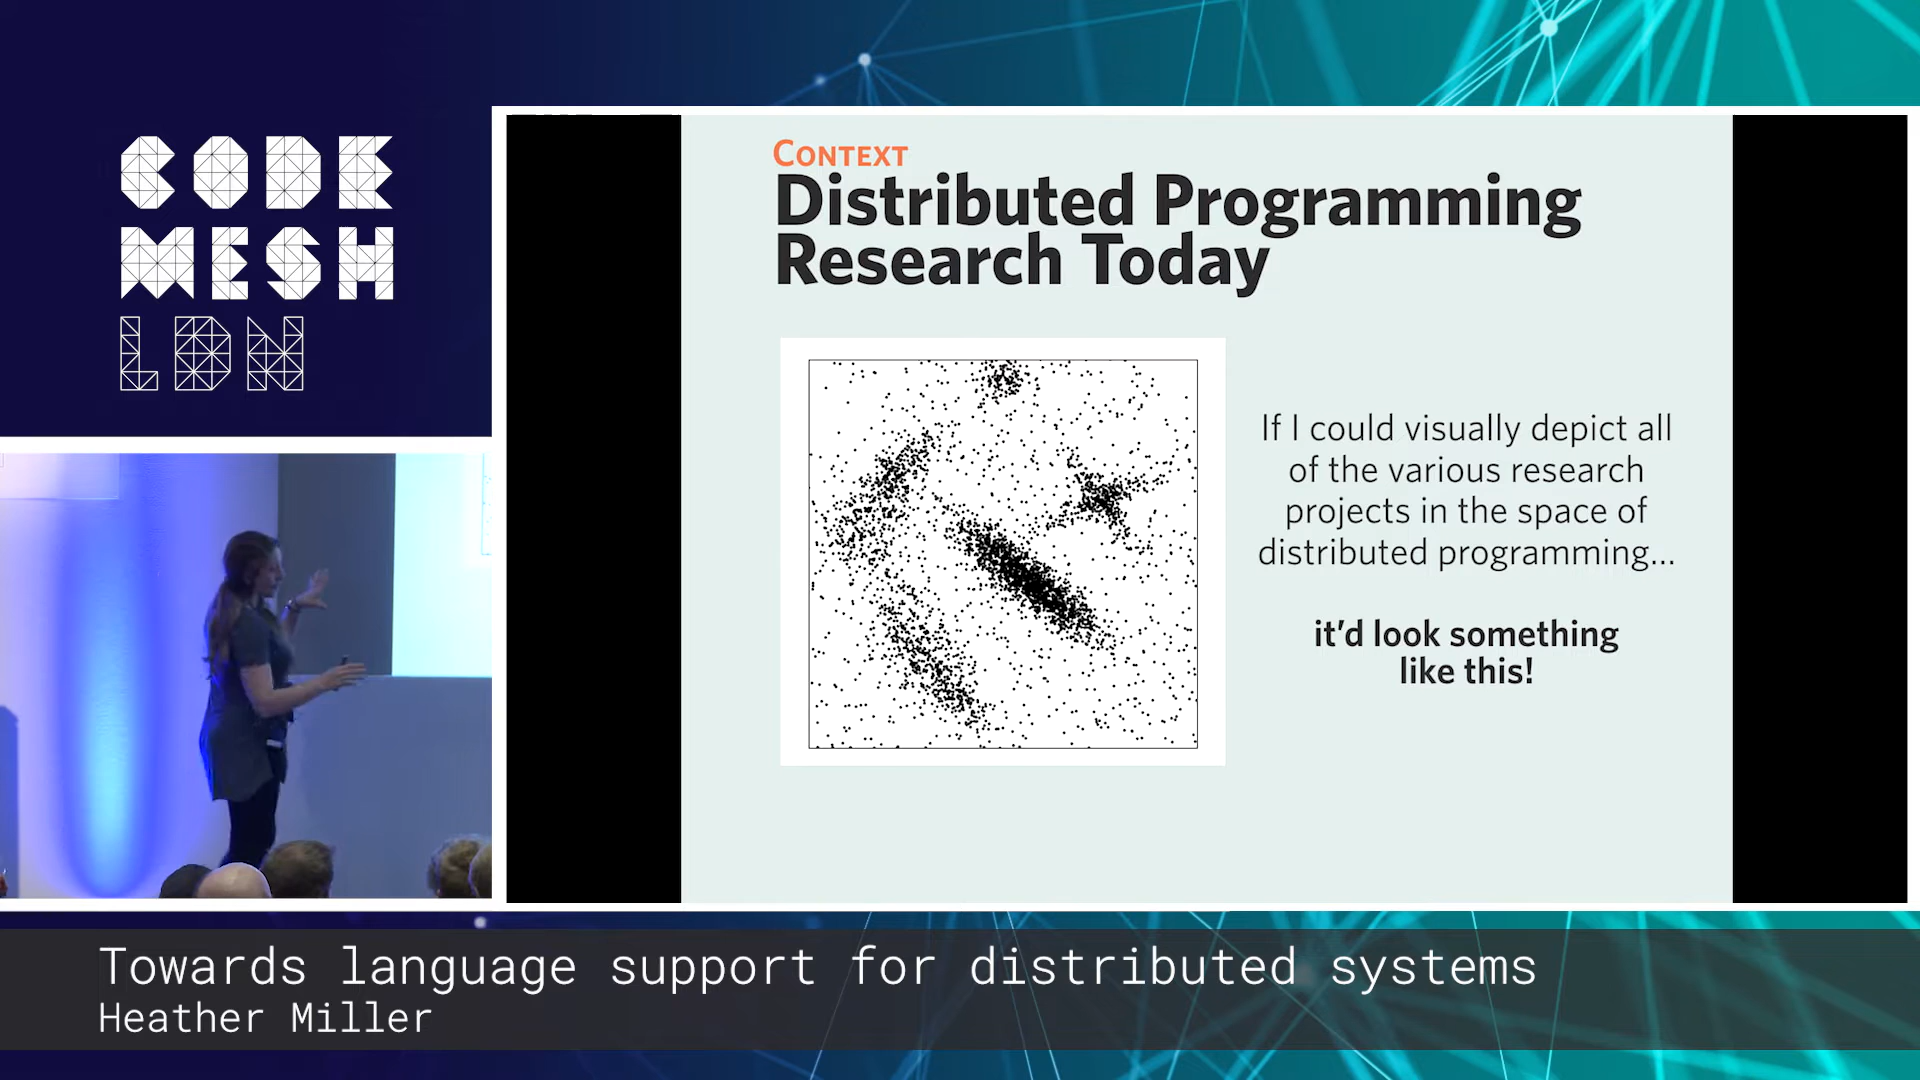 CODE
MESH
LDN
CONTEXT
Distributed Programming
Research Today
If I could visually depict all
of the various research
projects in the space of
distributed programming...
it'd look something
like this!
Towards language support for distributed systems
Heather Miller